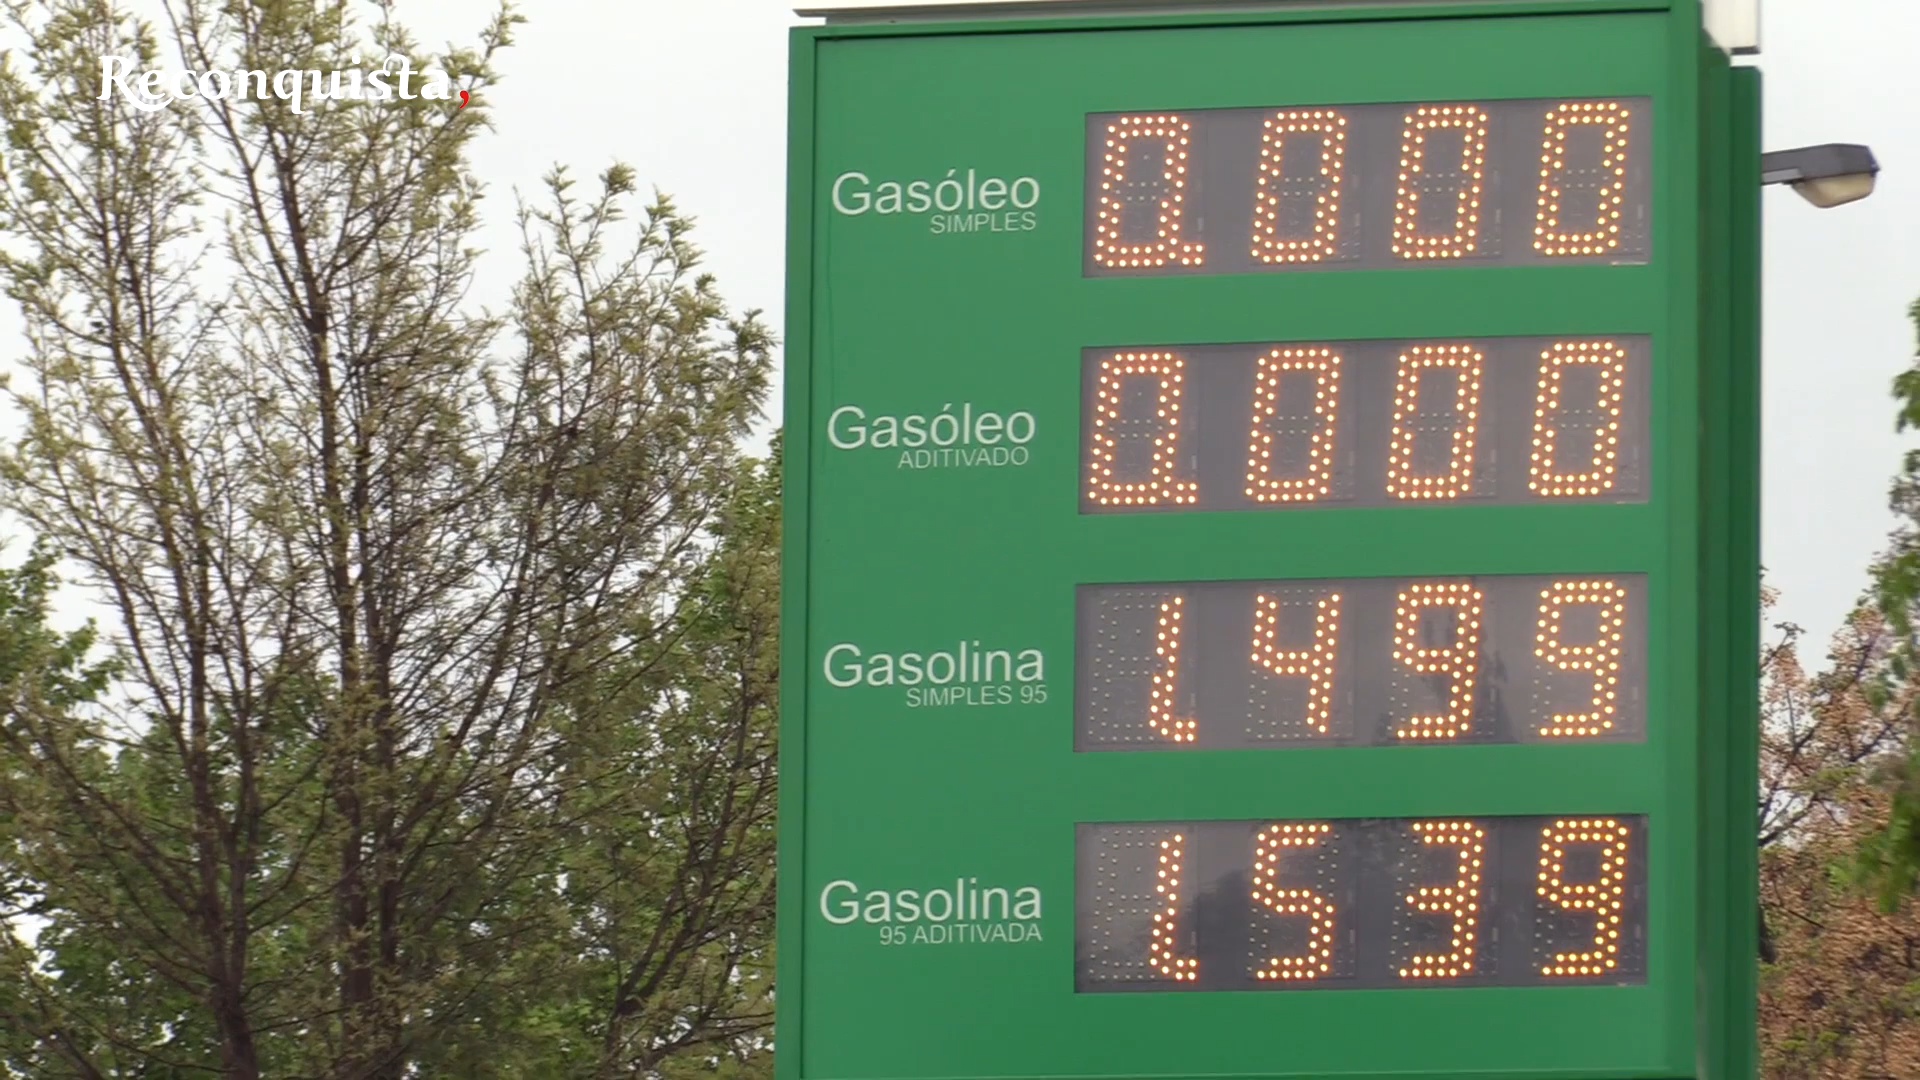 Reconquista,
Gasóleo 0.000
SIMPLES
Gasóleo 0.000
ADITIVADO
Gasolina 1.499
SIMPLES 95
Gasolina 1.539
95 ADITIVADA